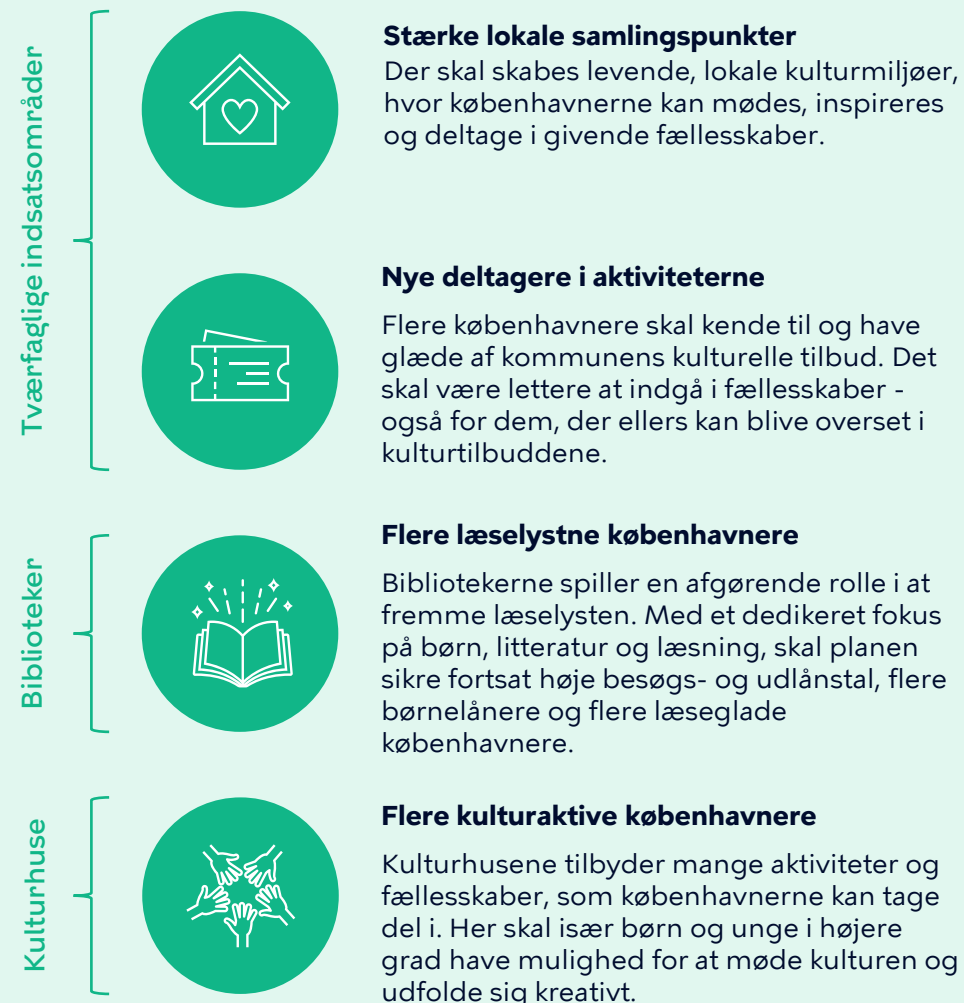 Tværfaglige indsatsområder
Stærke lokale samlingspunkter
Der skal skabes levende, lokale kulturmiljøer,
hvor københavnerne kan mødes, inspireres
og deltage i givende fællesskaber.
Nye deltagere i aktiviteterne
Flere københavnere skal kende til og have
glæde af kommunens kulturelle tilbud. Det
skal være lettere at indgå i fællesskaber -
også for dem, der ellers kan blive overset i
kulturtilbuddene.
Biblioteker
Flere læselystne københavnere
Bibliotekerne spiller en afgørende rolle i at
fremme læselysten. Med et dedikeret fokus
på børn, litteratur og læsning, skal planen
sikre fortsat høje besøgs- og udlånstal, flere
børnelånere og flere læseglade
københavnere.
Kulturhuse
Flere kulturaktive københavnere
Kulturhusene tilbyder mange aktiviteter og
fællesskaber, som københavnerne kan tage
del i. Her skal især børn og unge i højere
grad have mulighed for at møde kulturen og
udfolde sig kreativt.